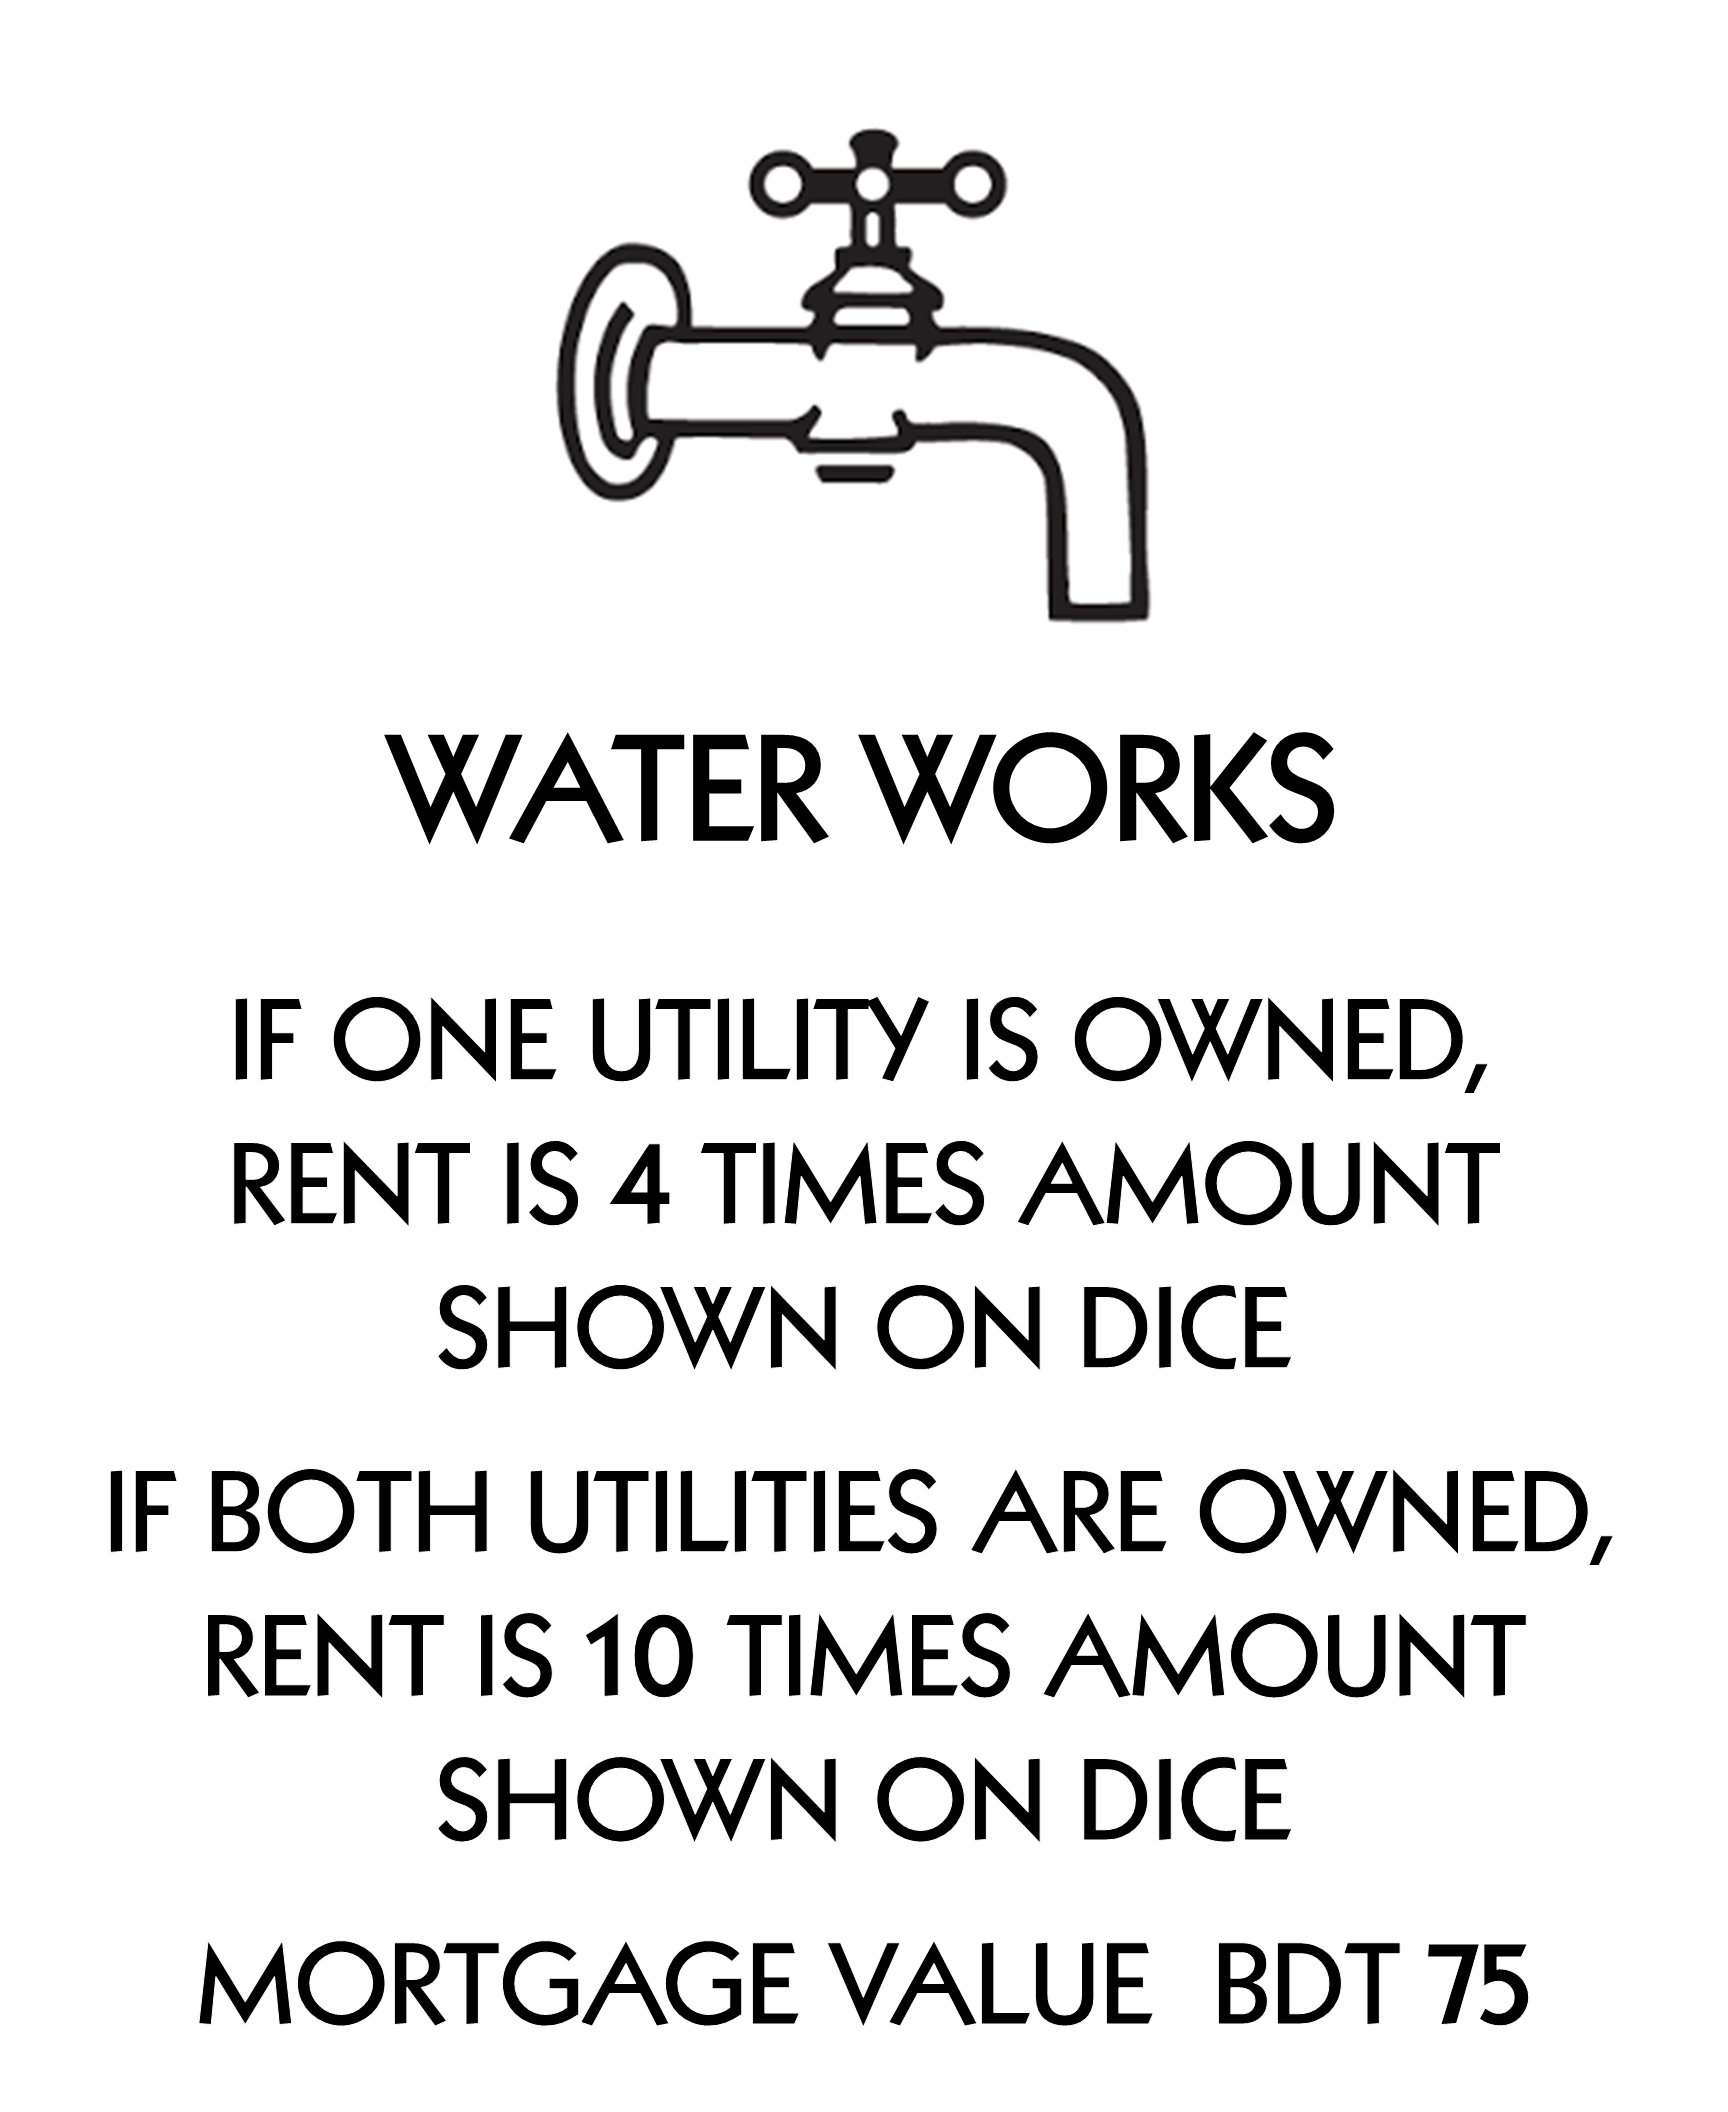 WATER WORKS
IF ONE UTILITY IS OWNED,
RENT IS 4 TIMES AMOUNT
SHOWN ON DICE
IF BOTH UTILITIES ARE OWNED,
RENT IS 10 TIMES AMOUNT
SHOWN ON DICE
MORTGAGE VALUE BDT 75